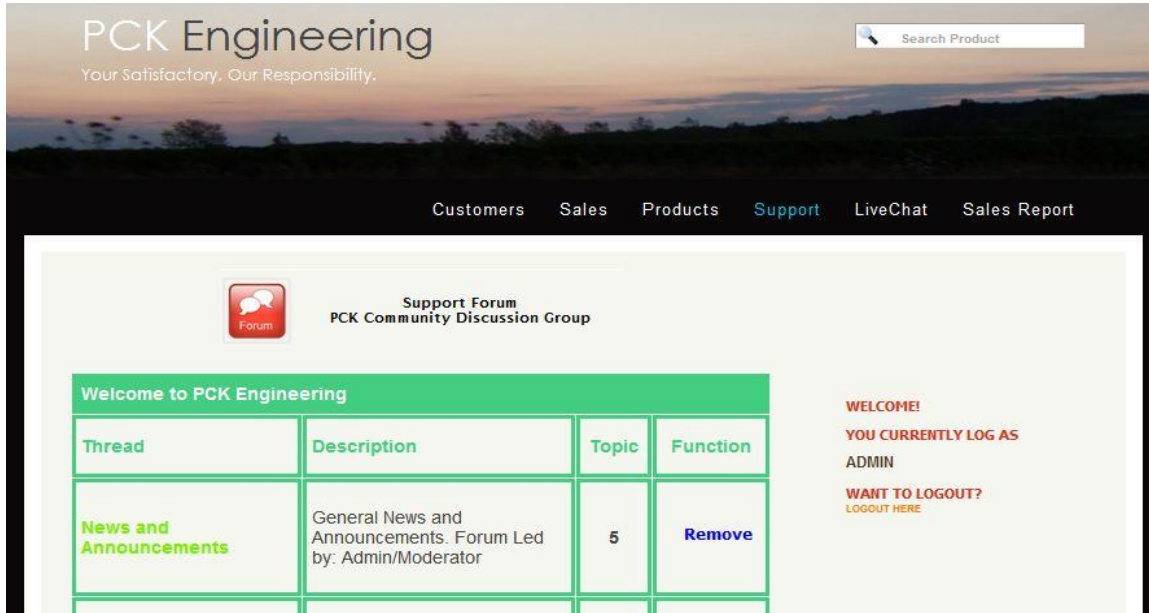 PCK Engineering
Your Satisfactory, Our Responsibility.
Search Product
Customers Sales Products Support LiveChat Sales Report
Forum
Support Forum
PCK Community Discussion Group
Welcome to PCK Engineering
Thread Description Topic Function
News and
Announcements
General News and
Announcements. Forum Led
by: Admin/Moderator
5
Remove
WELCOME!
YOU CURRENTLY LOG AS
ADMIN
WANT TO LOGOUT?
LOGOUT HERE